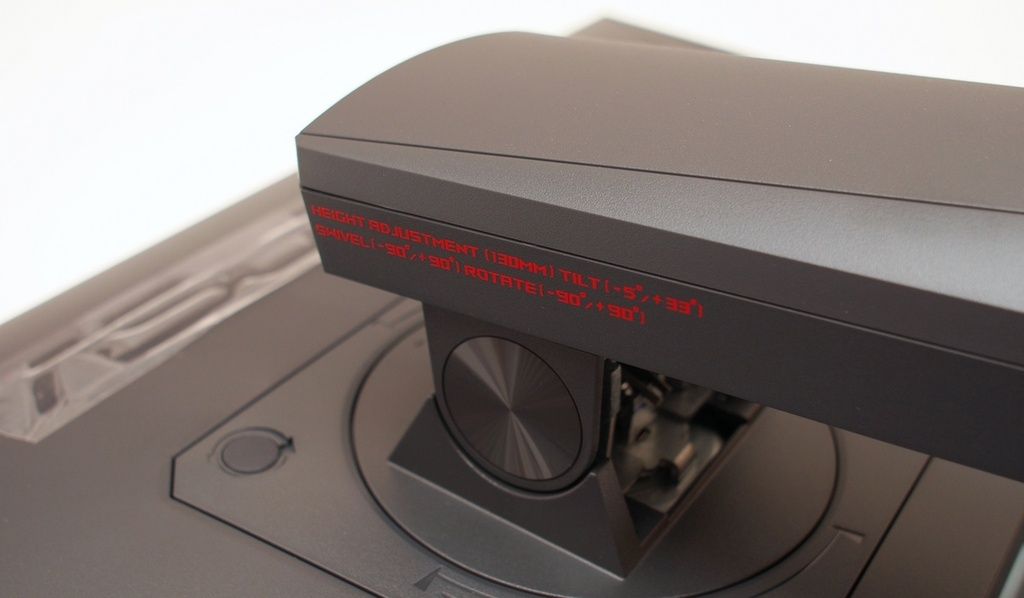 HEIGHT ADJUSTMENT (130MM) TILT(-5°/+33°)
SWIVEL(-90°/+90°) ROTATE(-90°/+90°)